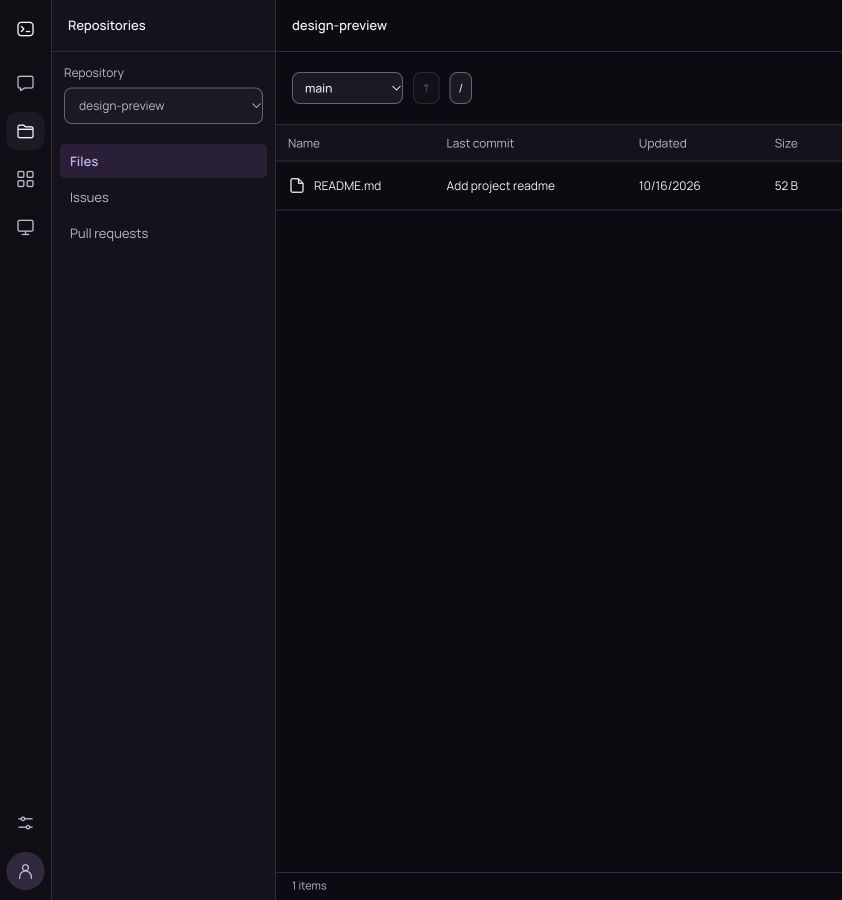 Repositories
design-preview
Repository
design-preview
Files
Issues
Pull requests
main
↑
/
Name Last commit Updated Size
README.md Add project readme 10/16/2026 52 B
1 items